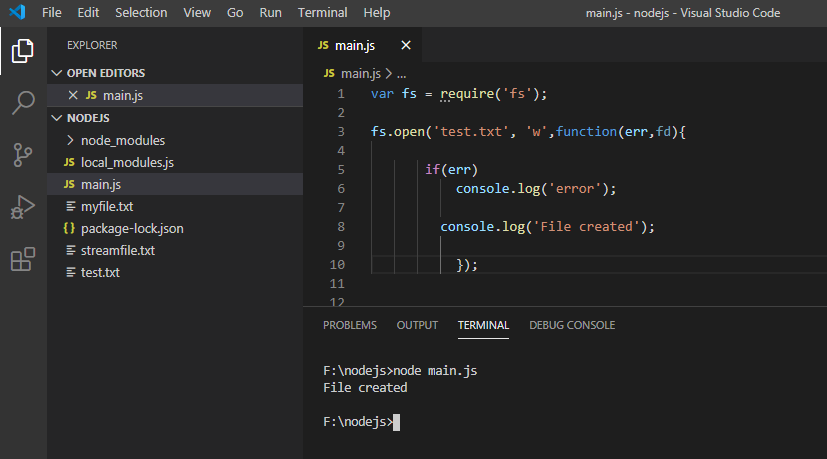 File Edit Selection View Go Run Terminal Help main.js - nodejs - Visual Studio Code
EXPLORER
OPEN EDITORS
JS main.js
NODEJS
node_modules
JS local_modules.js
JS main.js
myfile.txt
{} package-lock.json
streamfile.txt
test.txt
JS main.js
JS main.js > ...
1 var fs = require('fs');
2
3 fs.open('test.txt', 'w',function(err,fd){
4
5 if(err)
6 console.log('error');
7
8 console.log('File created');
9
10 });
11
12
PROBLEMS OUTPUT TERMINAL DEBUG CONSOLE
F:\nodejs>node main.js
File created
F:\nodejs>